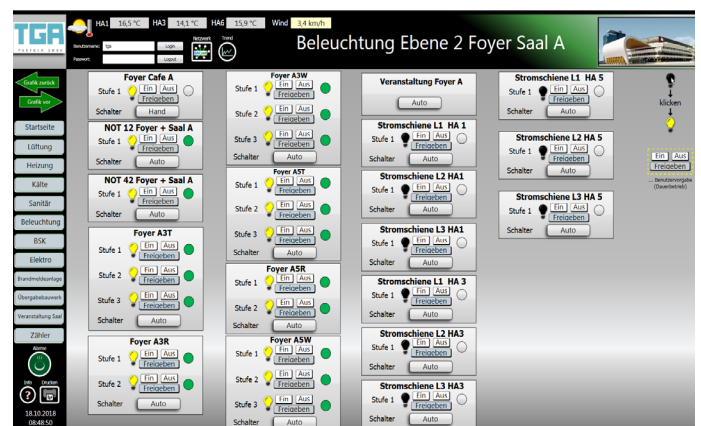 TGA
PARTNER GMBH
HA1 16,5 °C HA3 14,1 °C HA6 15,9 °C Wind 3,4 km/h
Benutzername: tga Login
Passwort: Logout
Netzwerk Trend
Beleuchtung Ebene 2 Foyer Saal A
Grafik zurück
Grafik vor
Startseite
Lüftung
Heizung
Kälte
Sanitär
Beleuchtung
BSK
Elektro
Brandmeldeanlage
Übergabebauwerk
Veranstaltung Saal
Zähler
Alarme
Info Drucken
18.10.2018
08:48:50
Foyer Cafe A
Stufe 1 Ein Aus
Freigeben
Schalter Hand
NOT 12 Foyer + Saal A
Stufe 1 Ein Aus
Freigeben
Schalter Auto
NOT 42 Foyer + Saal A
Stufe 1 Ein Aus
Freigeben
Schalter Auto
Foyer A3T
Stufe 1 Ein Aus
Freigeben
Stufe 2 Ein Aus
Freigeben
Stufe 3 Ein Aus
Freigeben
Schalter Auto
Foyer A3R
Stufe 1 Ein Aus
Freigeben
Stufe 2 Ein Aus
Freigeben
Schalter Auto
Foyer A3W
Stufe 1 Ein Aus
Freigeben
Stufe 2 Ein Aus
Freigeben
Stufe 3 Ein Aus
Freigeben
Schalter Auto
Foyer A5T
Stufe 1 Ein Aus
Freigeben
Stufe 2 Ein Aus
Freigeben
Stufe 3 Ein Aus
Freigeben
Schalter Auto
Foyer A5R
Stufe 1 Ein Aus
Freigeben
Stufe 2 Ein Aus
Freigeben
Schalter Auto
Foyer A5W
Stufe 1 Ein Aus
Freigeben
Stufe 2 Ein Aus
Freigeben
Stufe 3 Ein Aus
Freigeben
Schalter Auto
Veranstaltung Foyer A
Auto
Stromschiene L1 HA 1
Stufe 1 Ein Aus
Freigeben
Schalter Auto
Stromschiene L2 HA1
Stufe 1 Ein Aus
Freigeben
Schalter Auto
Stromschiene L3 HA1
Stufe 1 Ein Aus
Freigeben
Schalter Auto
Stromschiene L1 HA 3
Stufe 1 Ein Aus
Freigeben
Schalter Auto
Stromschiene L2 HA3
Stufe 1 Ein Aus
Freigeben
Schalter Auto
Stromschiene L3 HA3
Stufe 1 Ein Aus
Freigeben
Schalter Auto
Stromschiene L1 HA 5
Stufe 1 Ein Aus
Freigeben
Schalter Auto
Stromschiene L2 HA 5
Stufe 1 Ein Aus
Freigeben
Schalter Auto
Stromschiene L3 HA 5
Stufe 1 Ein Aus
Freigeben
Schalter Auto
klicken
Ein Aus
Freigeben
... Benutzervorgabe
(Dauerbetrieb)